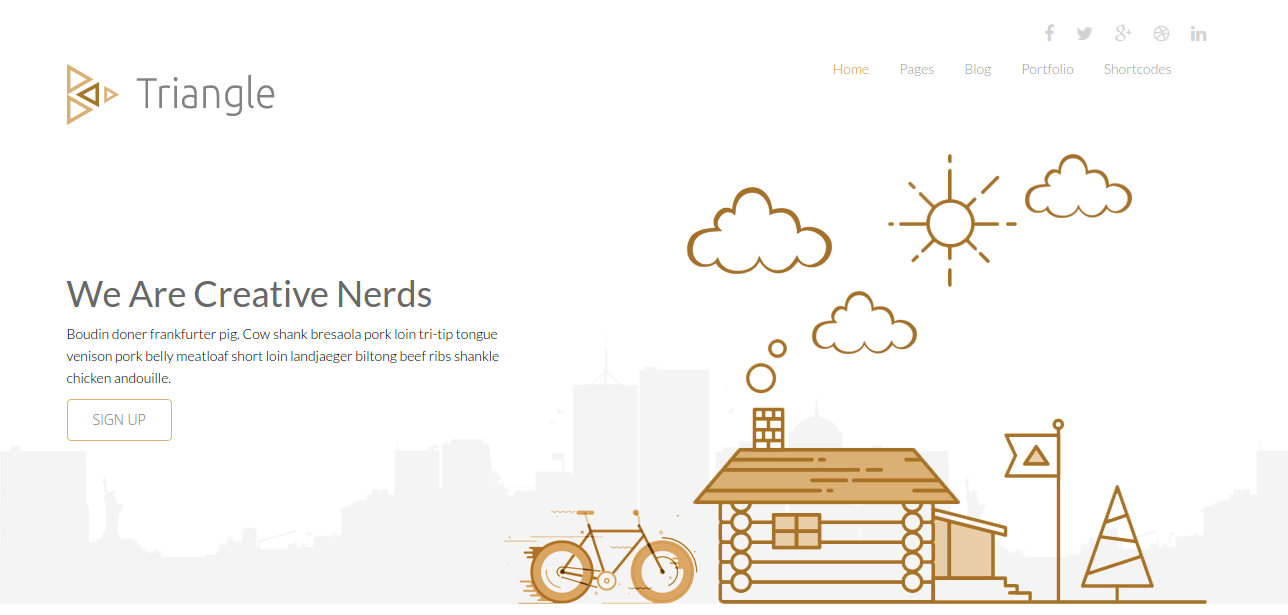 Triangle
Home Pages Blog Portfolio Shortcodes
We Are Creative Nerds
Boudin doner frankfurter pig. Cow shank bresaola pork loin tri-tip tongue
venison pork belly meatloaf short loin landjaeger biltong beef ribs shankle
chicken andouille.
SIGN UP